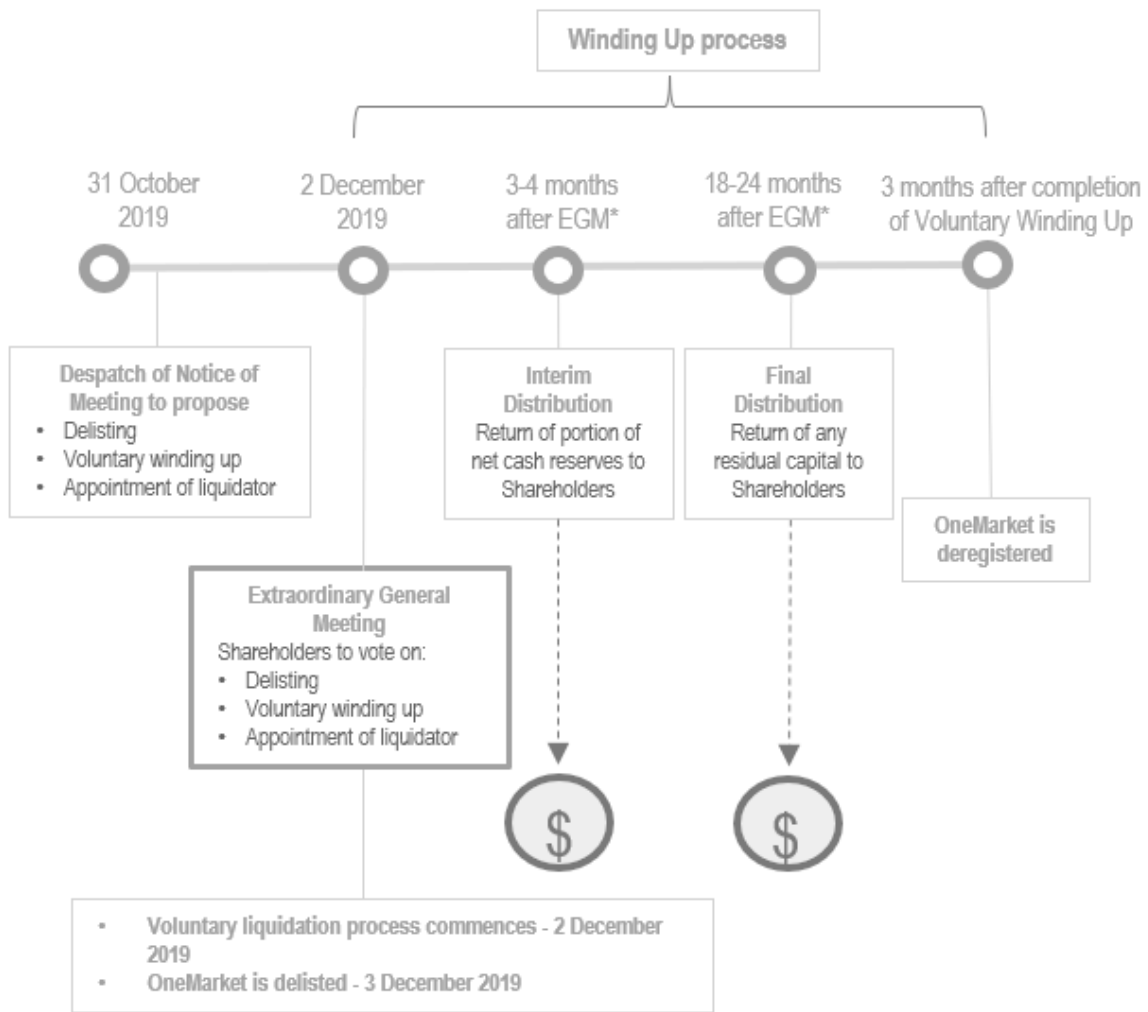 Winding Up process
31 October
2019
2 December
2019
3-4 months
after EGM*
18-24 months
after EGM*
3 months after completion
of Voluntary Winding Up
Despatch of Notice of
Meeting to propose
• Delisting
• Voluntary winding up
• Appointment of liquidator
Interim
Distribution
Return of portion of
net cash reserves to
Shareholders
Final
Distribution
Return of any
residual capital to
Shareholders
OneMarket is
deregistered
Extraordinary General
Meeting
Shareholders to vote on:
• Delisting
• Voluntary winding up
• Appointment of liquidator
$
$
• Voluntary liquidation process commences - 2 December
2019
• OneMarket is delisted - 3 December 2019